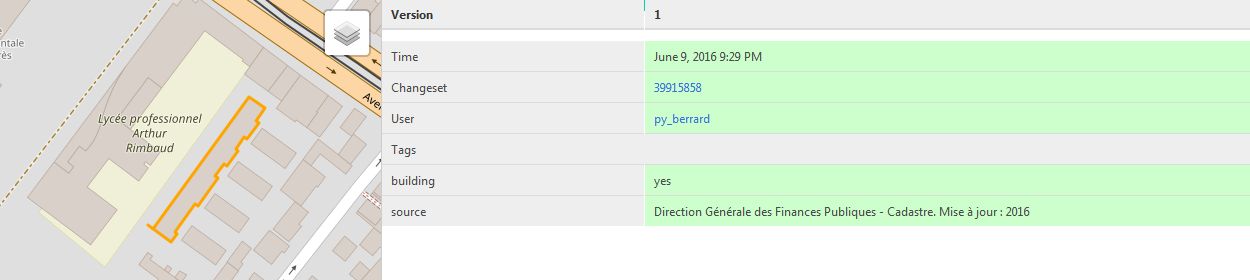 ntale
rès
Lycée professionnel
Arthur
Rimbaud
Ave
Version 1
Time June 9, 2016 9:29 PM
Changeset 39915858
User py_berrard
Tags
building yes
source Direction Générale des Finances Publiques - Cadastre. Mise à jour : 2016